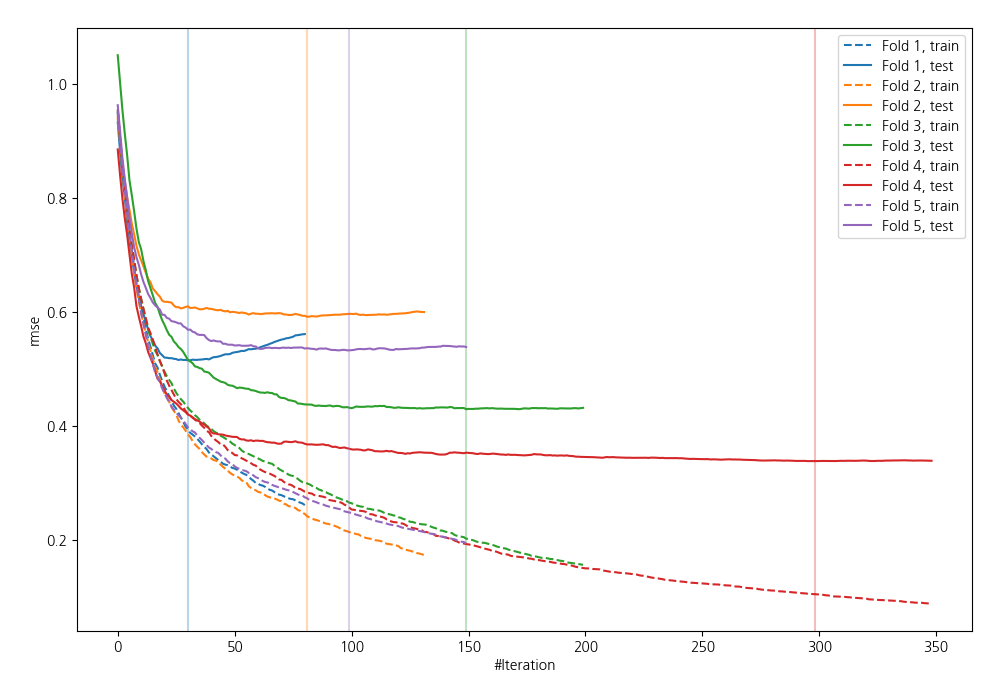 1.0
0.8
0.6
0.4
0.2
rmse
0 50 100 150 200 250 300 350
#Iteration
Fold 1, train
Fold 1, test
Fold 2, train
Fold 2, test
Fold 3, train
Fold 3, test
Fold 4, train
Fold 4, test
Fold 5, train
Fold 5, test